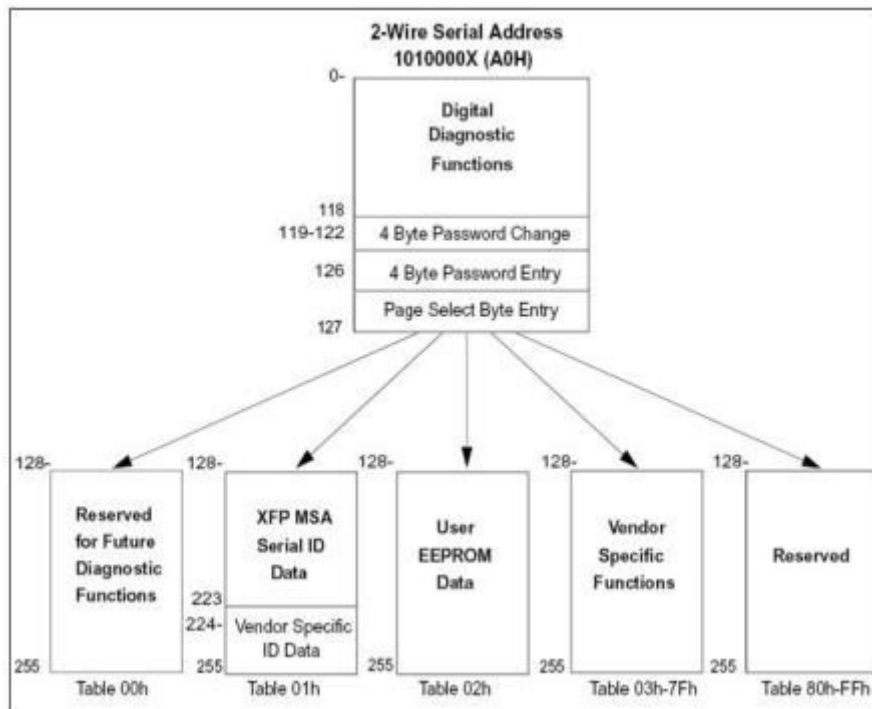 2-Wire Serial Address
1010000X (A0H)
0-
Digital
Diagnostic
Functions
118
119-122
4 Byte Password Change
126
4 Byte Password Entry
Page Select Byte Entry
127
128-
128-
128-
128-
128-
Reserved
for Future
Diagnostic
Functions
XFP MSA
Serial ID
Data
User
EEPROM
Data
Vendor
Specific
Functions
Reserved
223
224-
Vendor Specific
ID Data
255
255
255
255
255
Table 00h
Table 01h
Table 02h
Table 03h-7Fh
Table 80h-FFh